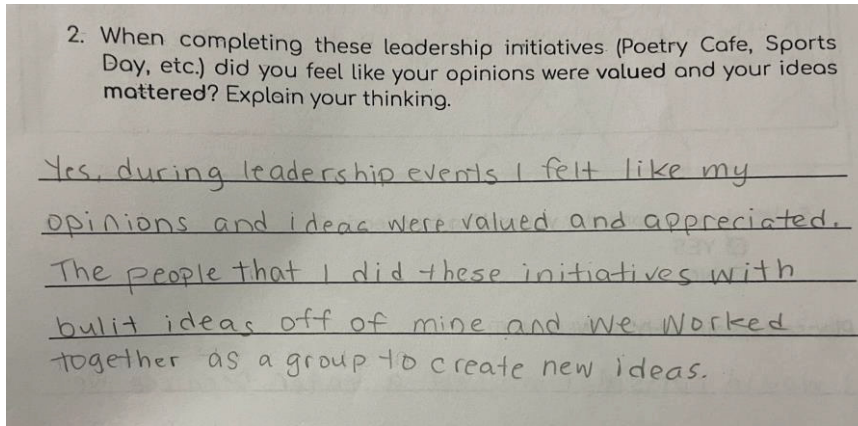 2. When completing these leadership initiatives (Poetry Cafe, Sports
Day, etc.) did you feel like your opinions were valued and your ideas
mattered? Explain your thinking.
Yes, during leadership events I felt like my
opinions and ideas were valued and appreciated.
The people that I did these initiatives with
bulit ideas off of mine and we worked
together as a group to create new ideas.